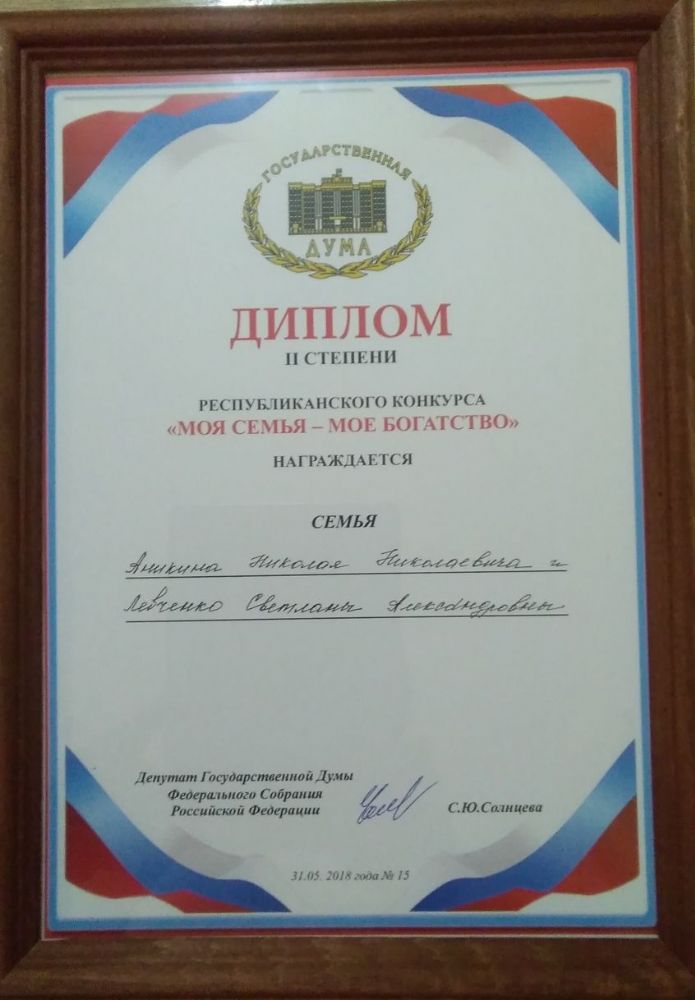 ГОСУДАРСТВЕННАЯ
ДУМА
ДИПЛОМ
II СТЕПЕНИ
РЕСПУБЛИКАНСКОГО КОНКУРСА
«МОЯ СЕМЬЯ – МОЕ БОГАТСТВО»
НАГРАЖДАЕТСЯ
СЕМЬЯ
Аникина Николая Николаевича и
Левченко Светланы Александровны
Депутат Государственной Думы
Федерального Собрания
Российской Федерации
С.Ю.Солнцева
31.05. 2018 года № 15